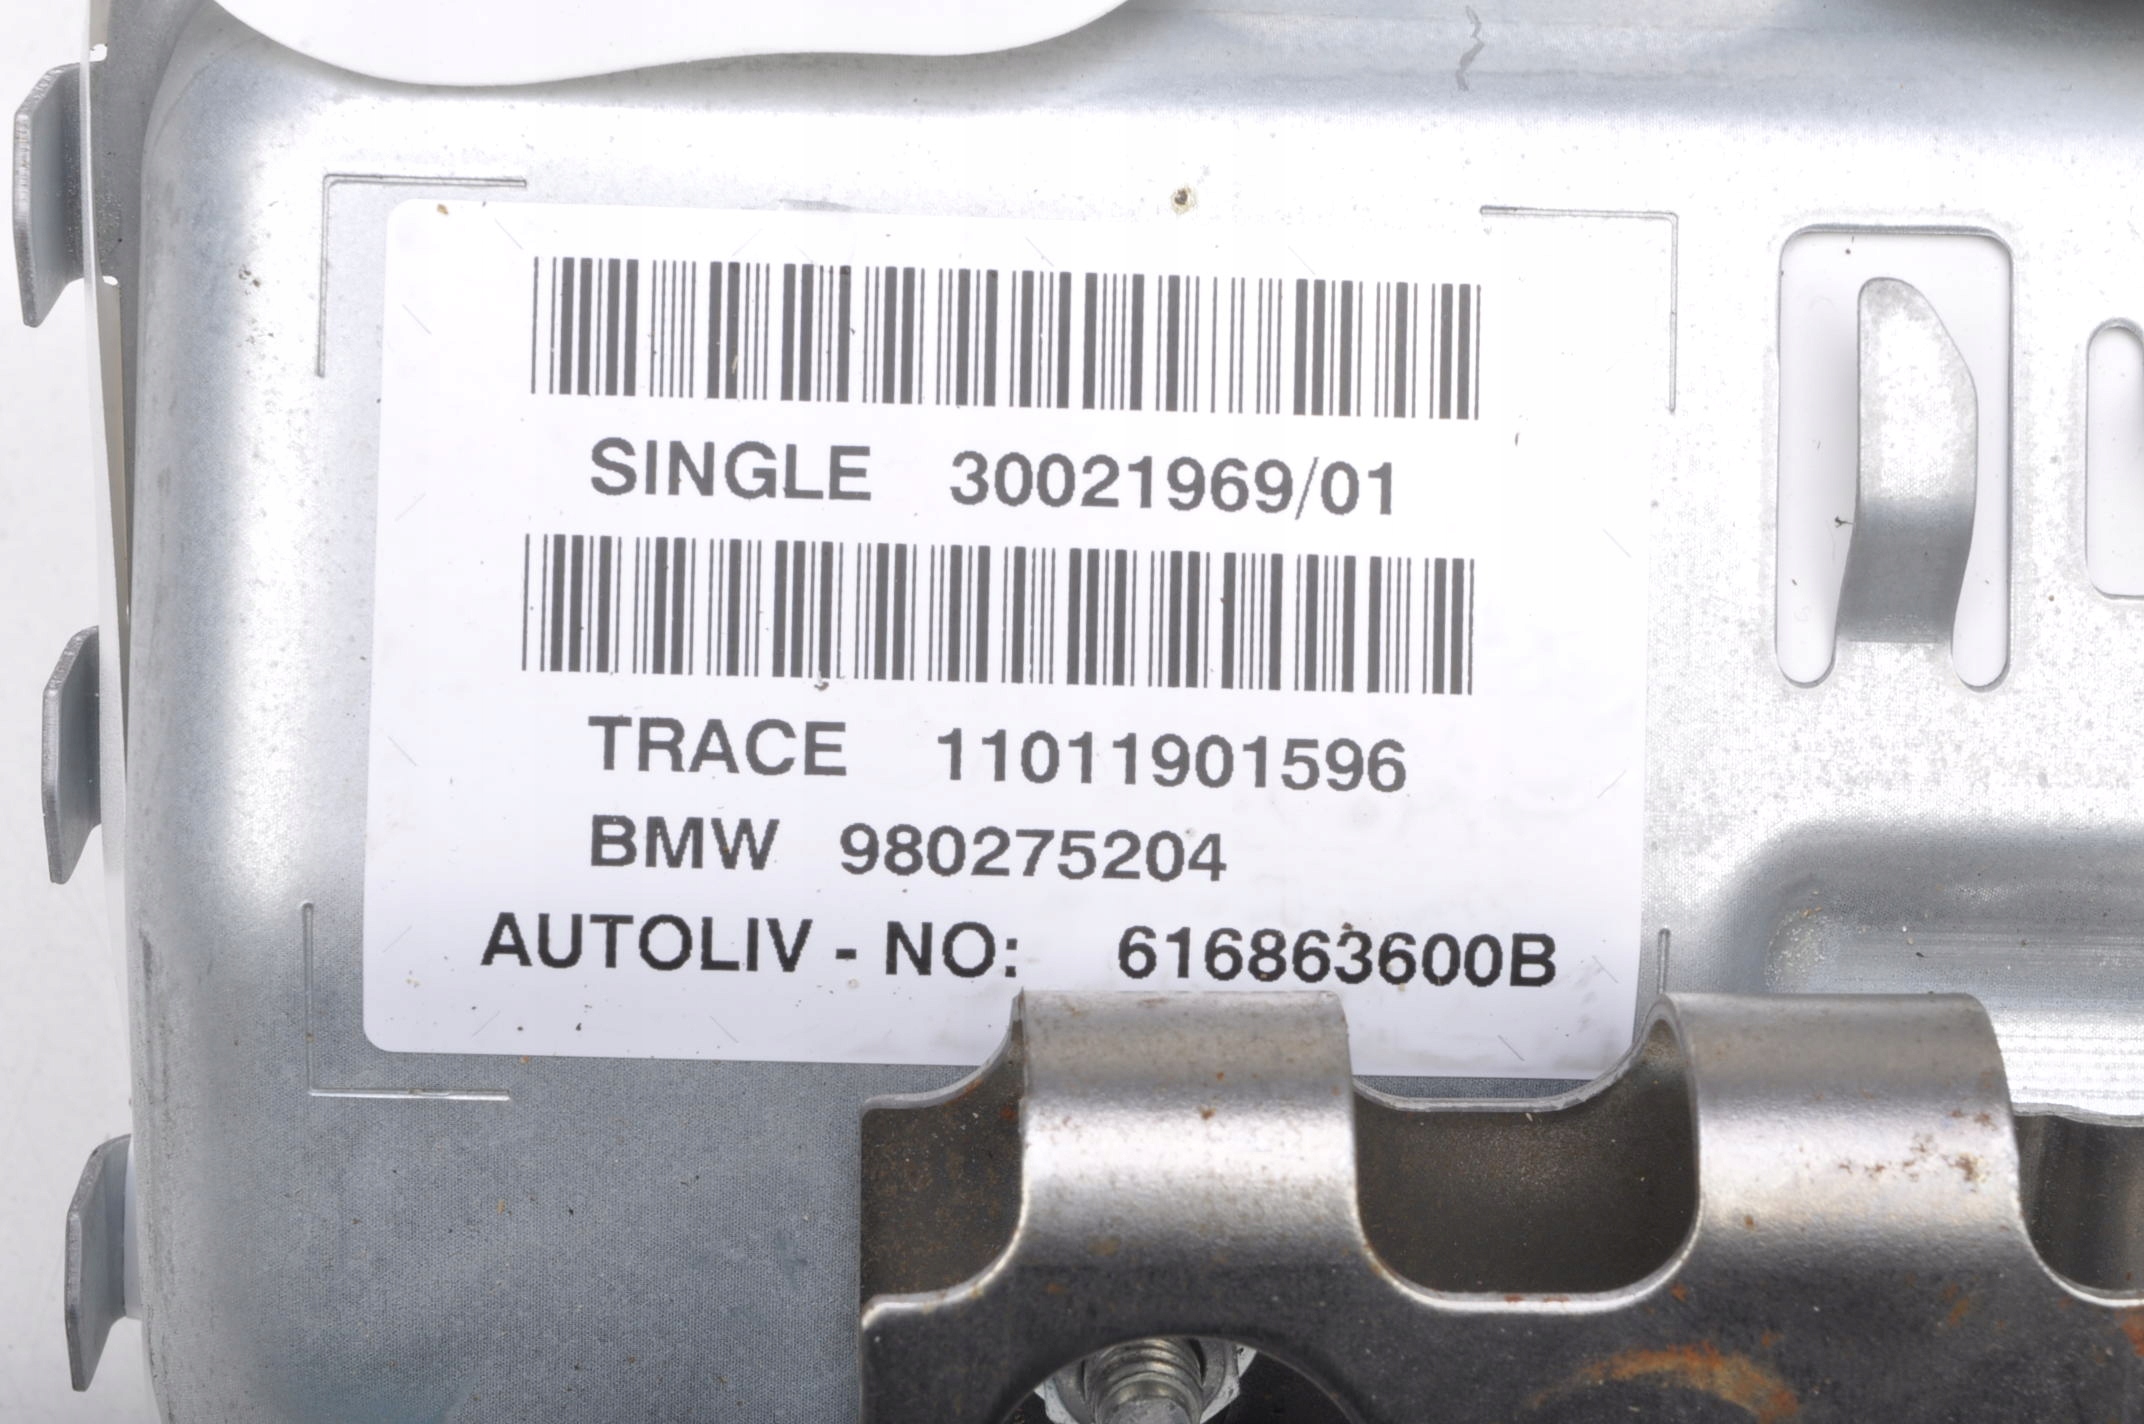 SINGLE 30021969/01
TRACE 11011901596
BMW 980275204
AUTOLIV - NO: 616863600B